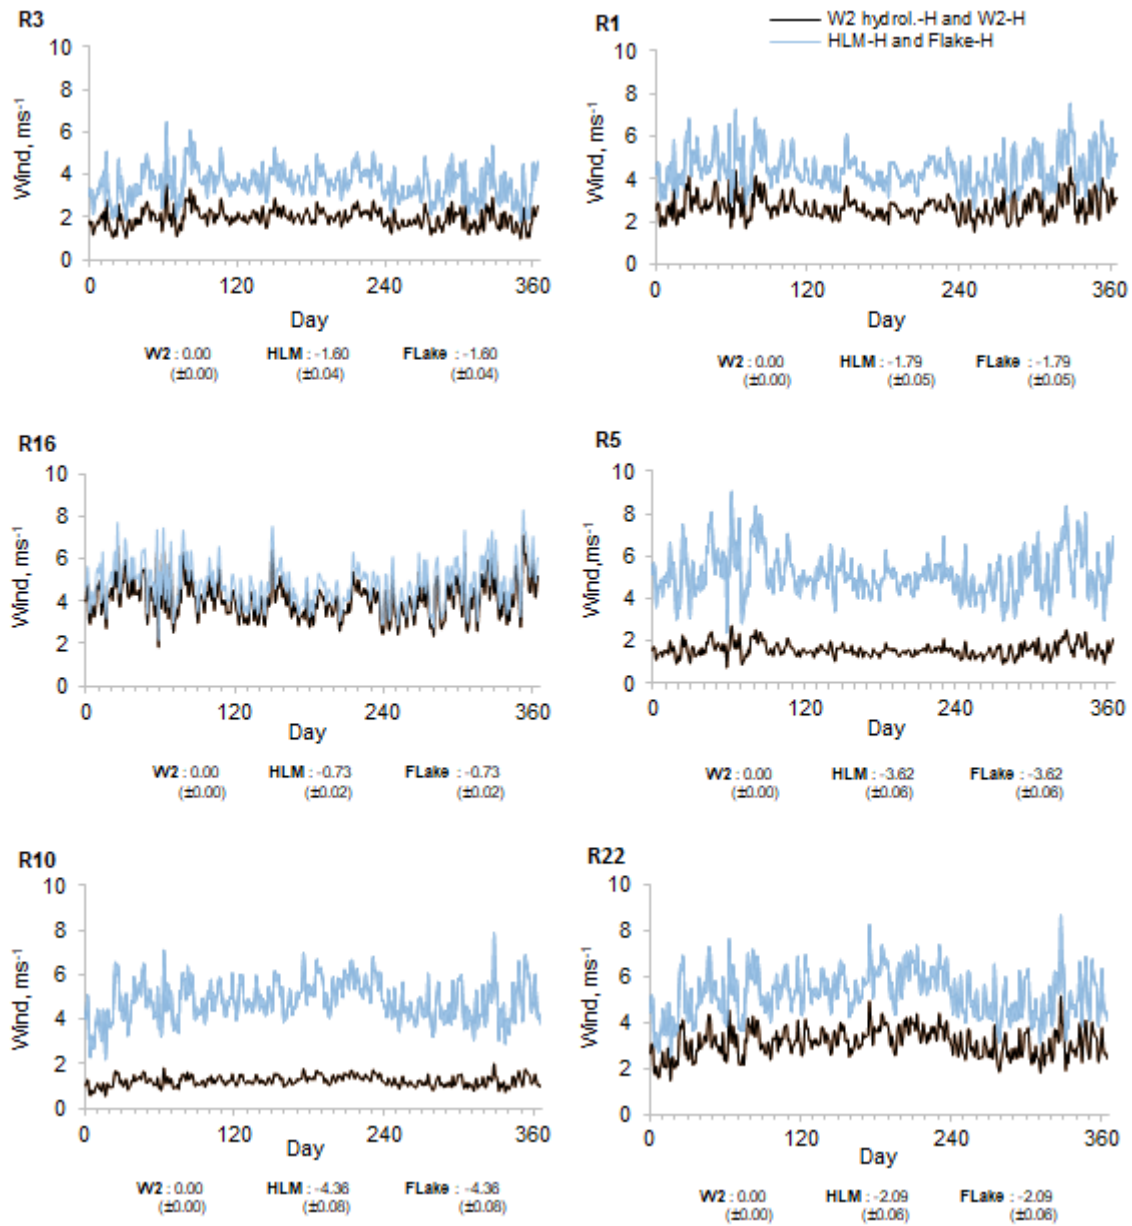 R3
W2 hydrol.-H and W2-H
HLM-H and Flake-H
10
8
6
4
2
0
Wind, ms-1
0 120 240 360
Day
W2 : 0.00 HLM : -1.60 FLake : -1.60
(±0.00) (±0.04) (±0.04)
R1
10
8
6
4
2
0
Wind, ms-1
0 120 240 360
Day
W2 : 0.00 HLM : -1.79 FLake : -1.79
(±0.00) (±0.05) (±0.05)
R16
10
8
6
4
2
0
Wind, ms-1
0 120 240 360
Day
W2 : 0.00 HLM : -0.73 FLake : -0.73
(±0.00) (±0.02) (±0.02)
R5
10
8
6
4
2
0
Wind,ms-1
0 120 240 360
Day
W2 : 0.00 HLM : -3.62 FLake : -3.62
(±0.00) (±0.06) (±0.06)
R10
10
8
6
4
2
0
Wind, ms-1
0 120 240 360
Day
W2 : 0.00 HLM : -4.36 FLake : -4.36
(±0.00) (±0.08) (±0.08)
R22
10
8
6
4
2
0
Wind, ms-1
0 120 240 360
Day
W2 : 0.00 HLM : -2.09 FLake : -2.09
(±0.00) (±0.06) (±0.06)